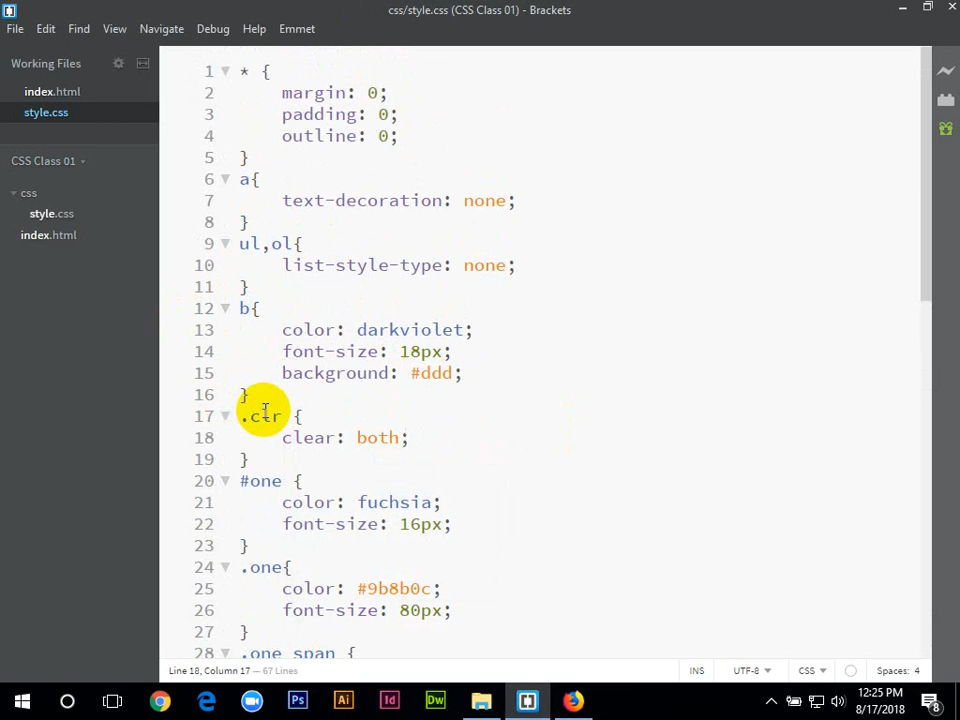 css/style.css (CSS Class 01) - Brackets
File Edit Find View Navigate Debug Help Emmet
Working Files
index.html
style.css
CSS Class 01
css
style.css
index.html
1 * {
2 margin: 0;
3 padding: 0;
4 outline: 0;
5 }
6 a{
7 text-decoration: none;
8 }
9 ul,ol{
10 list-style-type: none;
11 }
12 b{
13 color: darkviolet;
14 font-size: 18px;
15 background: #ddd;
16 }
17 .clr {
18 clear: both;
19 }
20 #one {
21 color: fuchsia;
22 font-size: 16px;
23 }
24 .one{
25 color: #9b8b0c;
26 font-size: 80px;
27 }
28 .one span {
Line 18, Column 17 — 67 Lines
INS UTF-8 CSS Spaces: 4
Ps Ai Id Dw
12:25 PM
8/17/2018
8